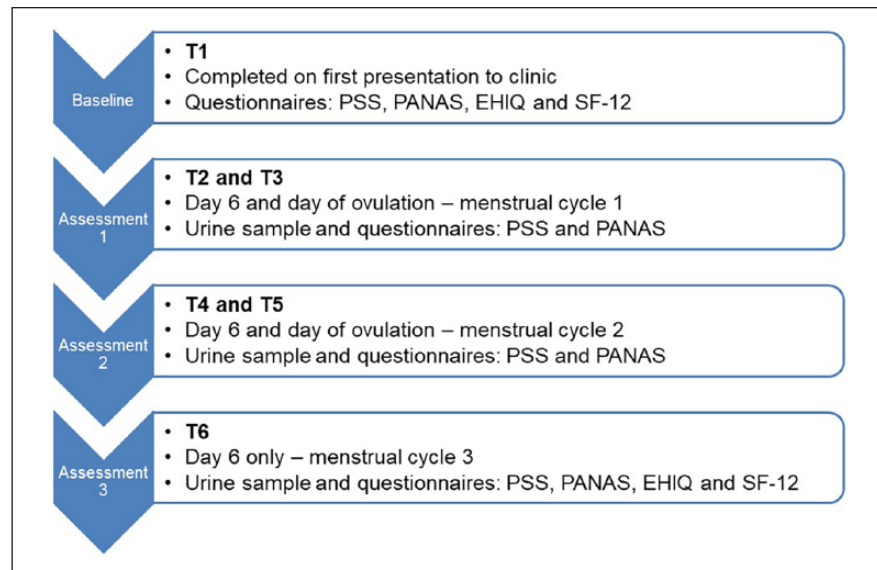 Baseline
• T1
• Completed on first presentation to clinic
• Questionnaires: PSS, PANAS, EHIQ and SF-12
Assessment
1
• T2 and T3
• Day 6 and day of ovulation – menstrual cycle 1
• Urine sample and questionnaires: PSS and PANAS
Assessment
2
• T4 and T5
• Day 6 and day of ovulation – menstrual cycle 2
• Urine sample and questionnaires: PSS and PANAS
Assessment
3
• T6
• Day 6 only – menstrual cycle 3
• Urine sample and questionnaires: PSS, PANAS, EHIQ and SF-12